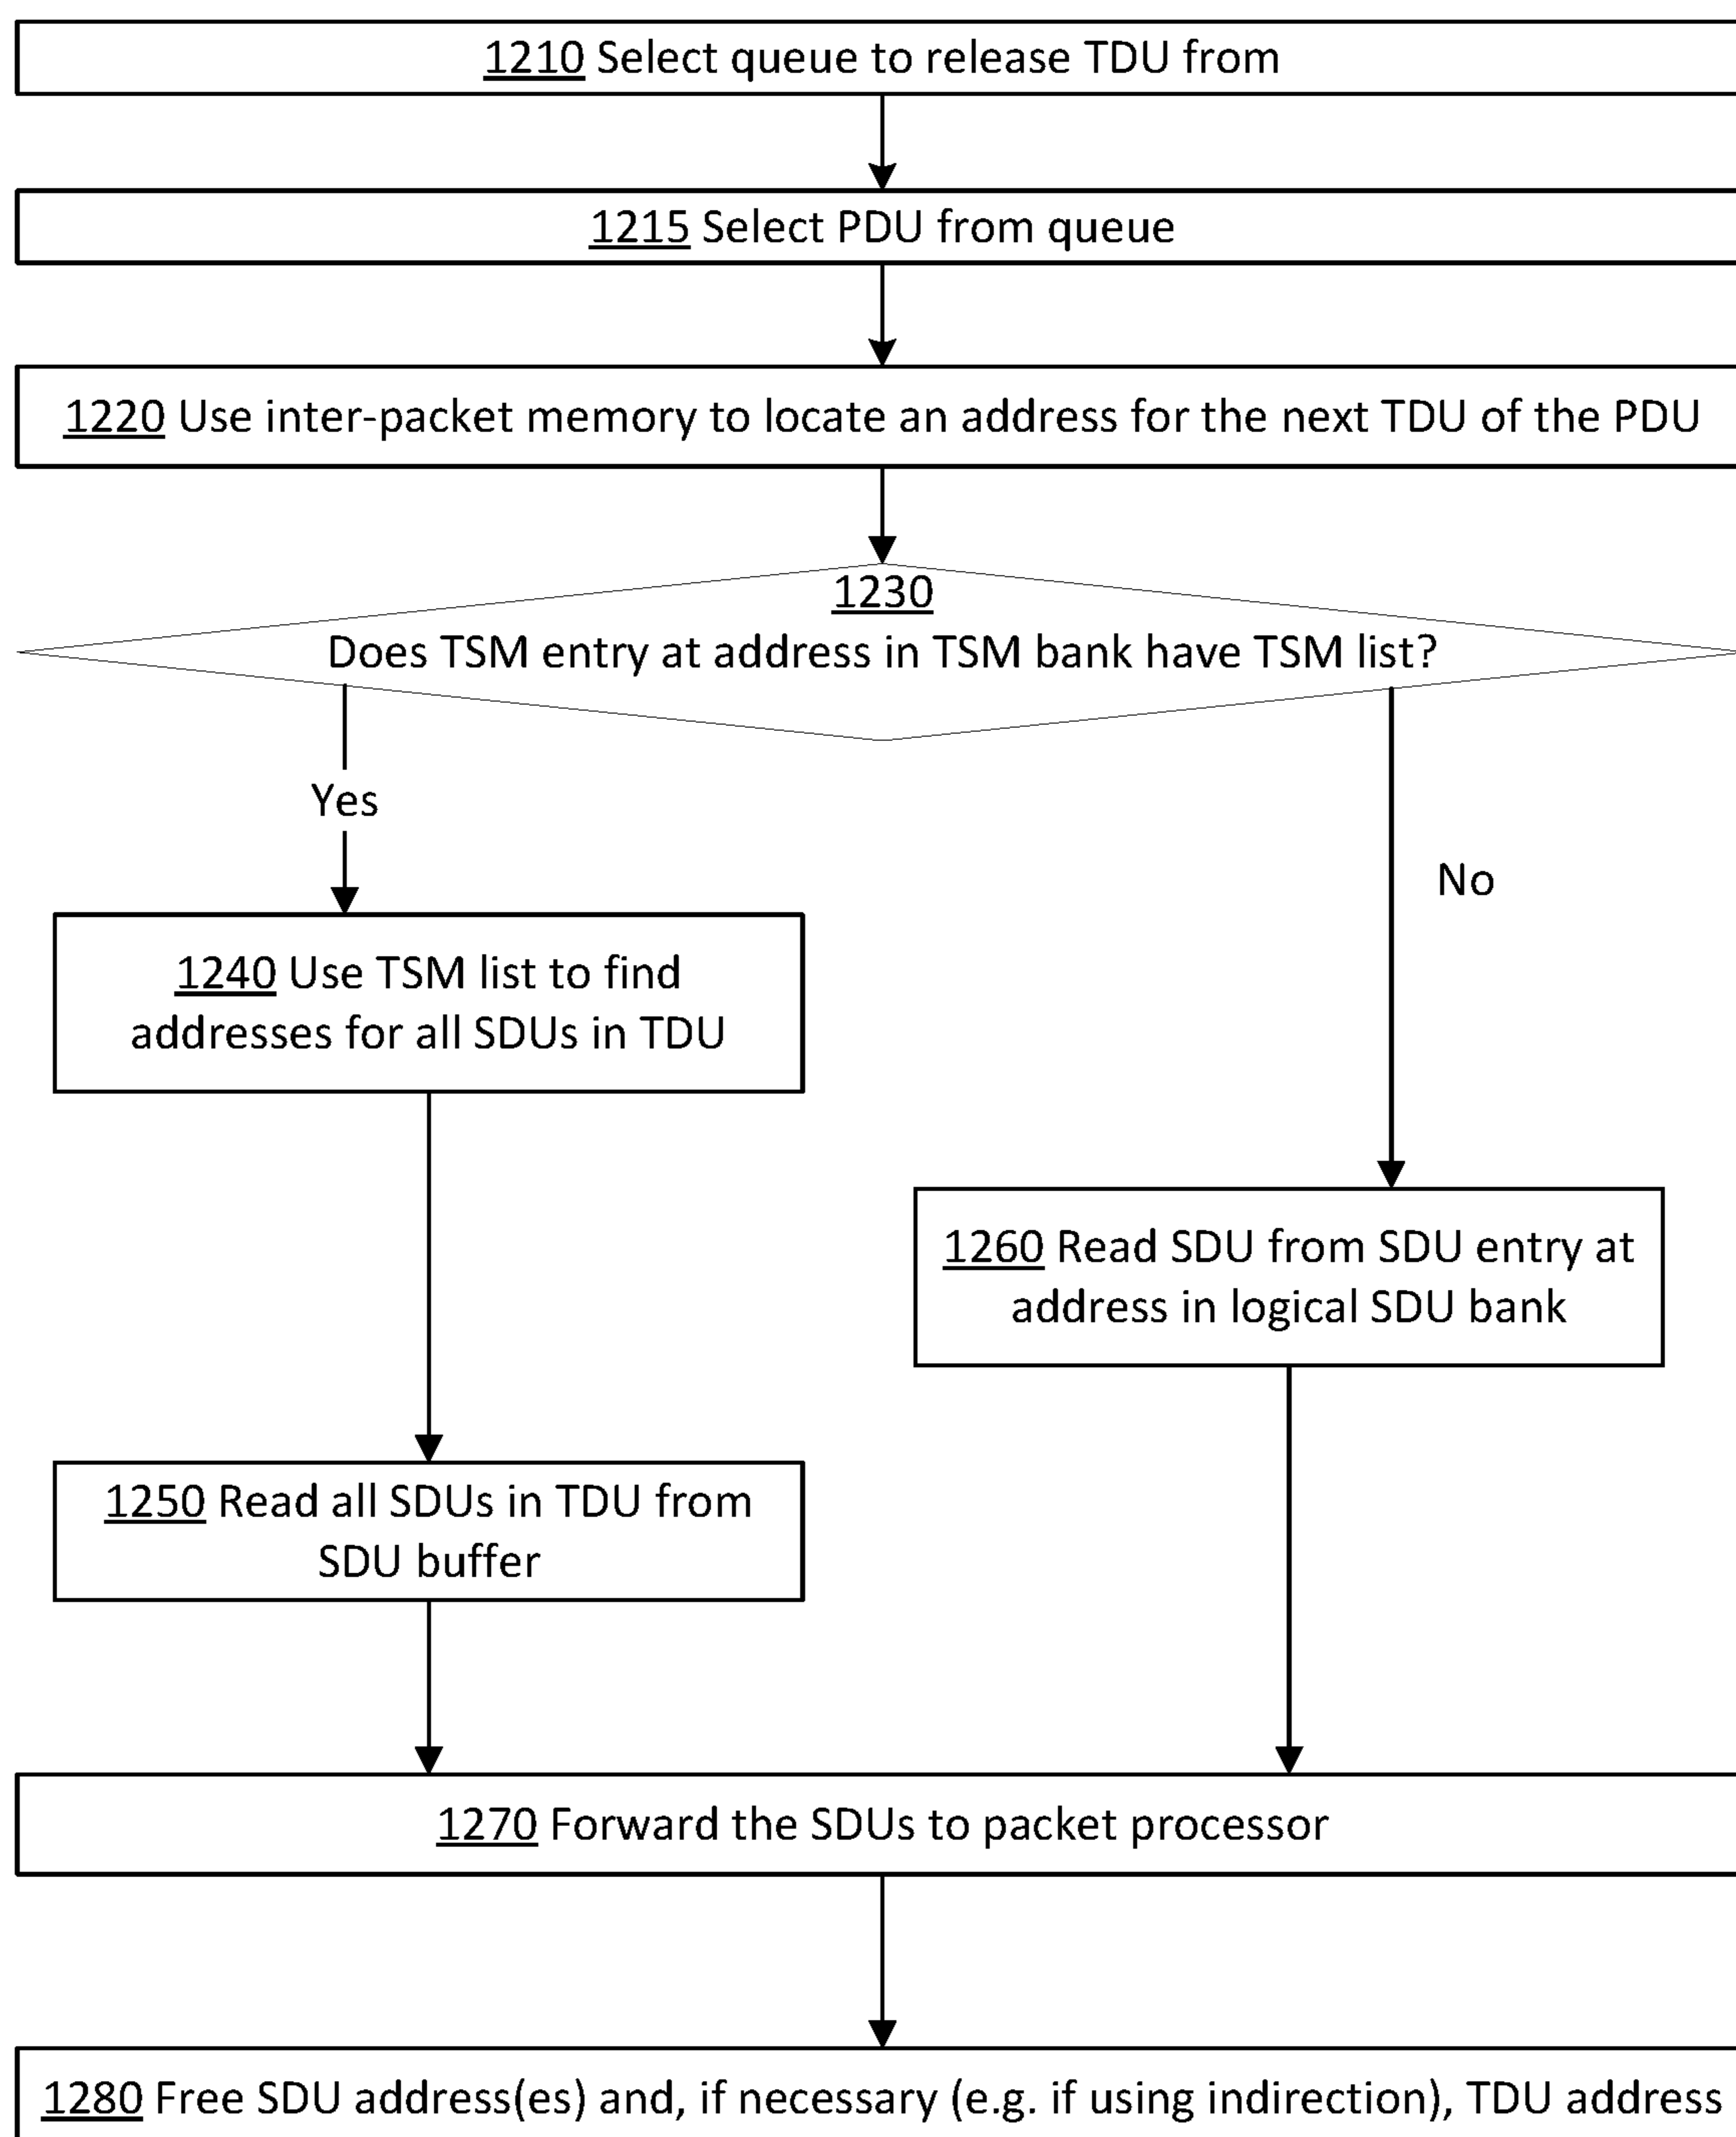 1210 Select queue to release TDU from
1215 Select PDU from queue
1220 Use inter-packet memory to locate an address for the next TDU of the PDU
1230
Does TSM entry at address in TSM bank have TSM list?
Yes
No
1240 Use TSM list to find
addresses for all SDUs in TDU
1260 Read SDU from SDU entry at
address in logical SDU bank
1250 Read all SDUs in TDU from
SDU buffer
1270 Forward the SDUs to packet processor
1280 Free SDU address(es) and, if necessary (e.g. if using indirection), TDU address